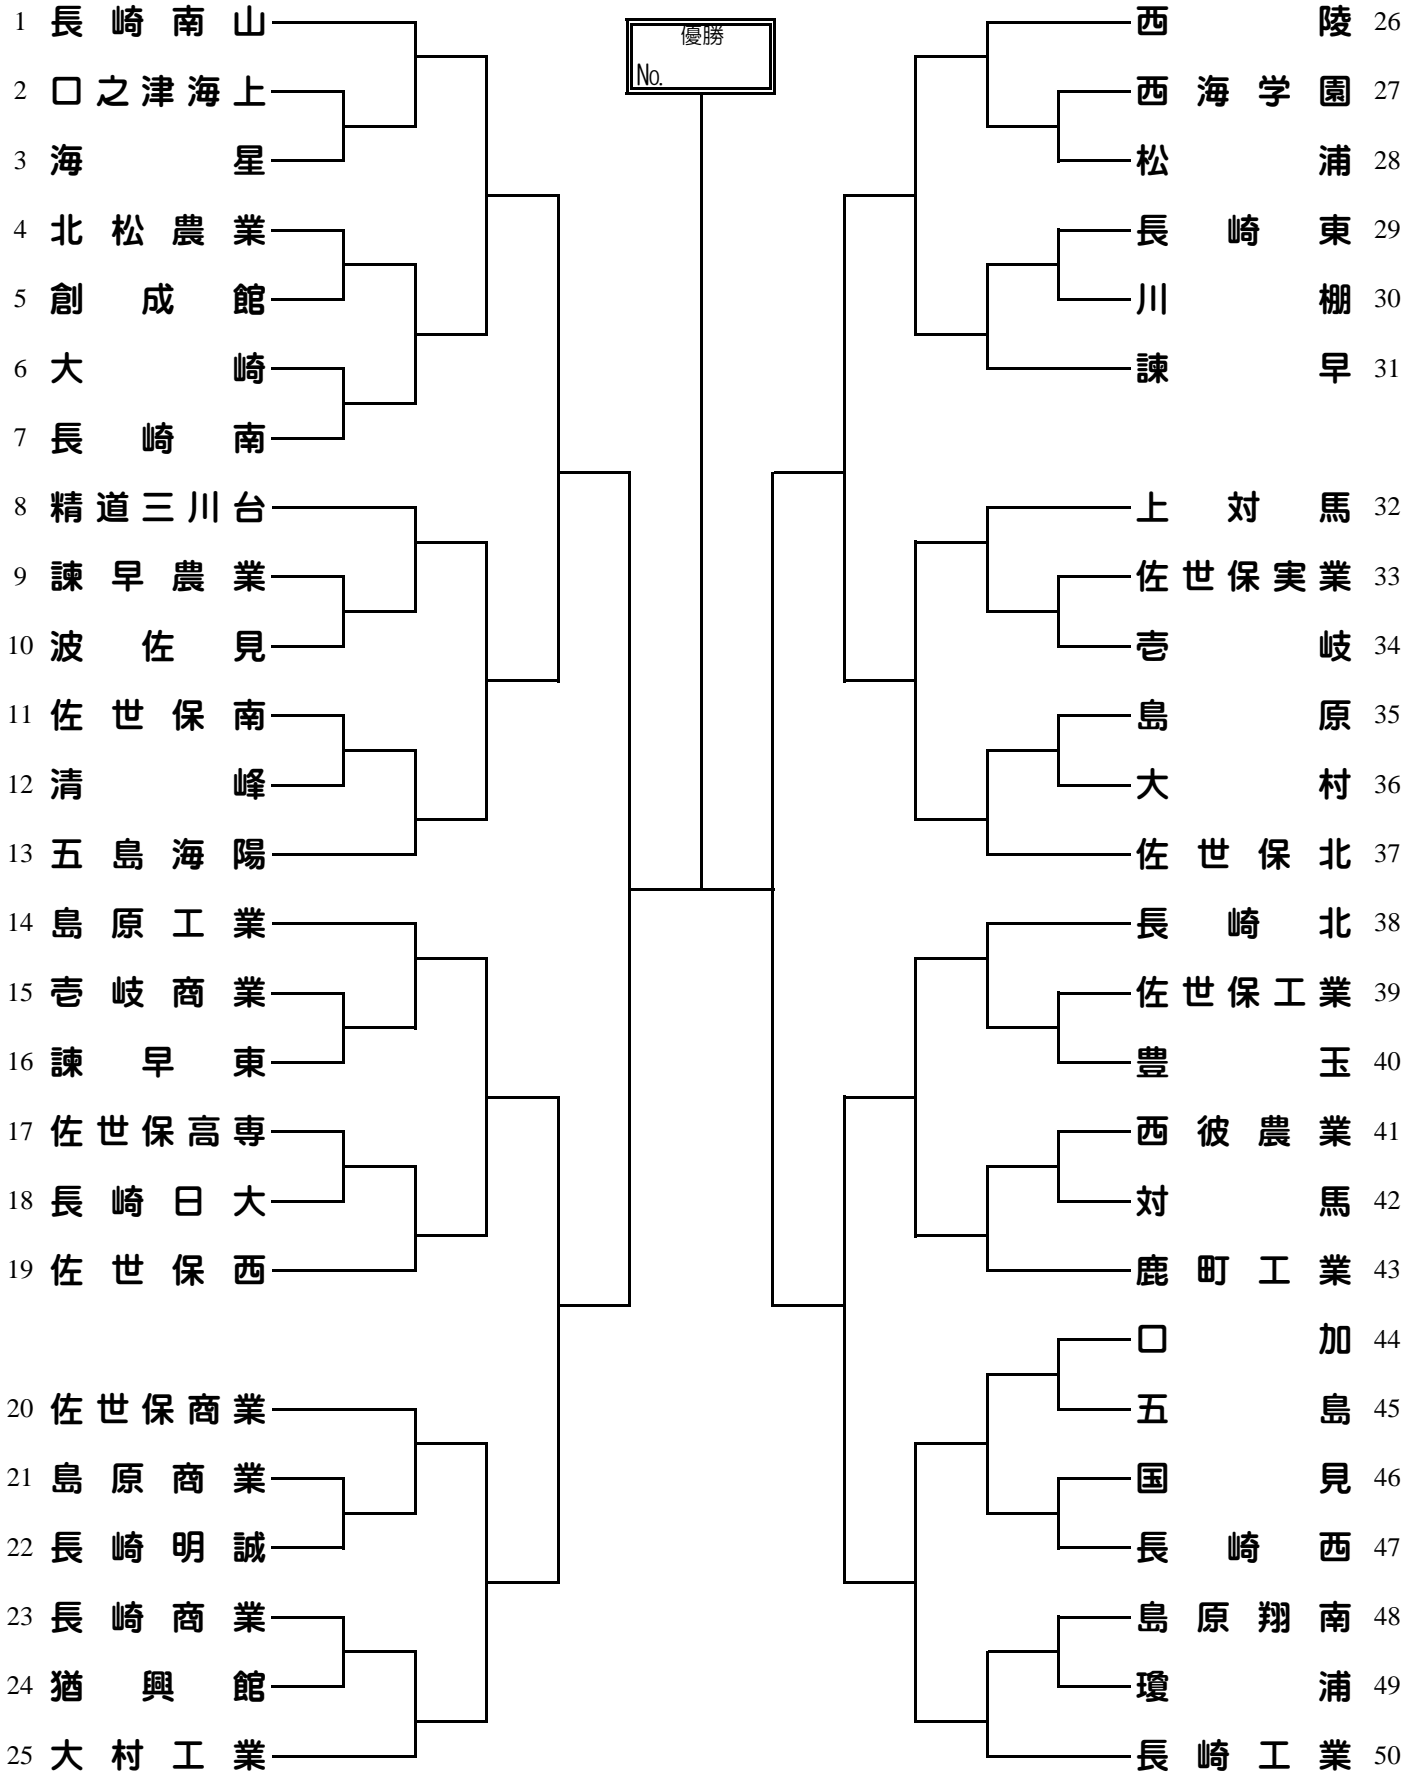 優勝
No.
1 長崎南山
2 口之津海上
3 海星
4 北松農業
5 創成館
6 大崎
7 長崎南
8 精道三川台
9 諫早農業
10 波佐見
11 佐世保南
12 清峰
13 五島海陽
14 島原工業
15 壱岐商業
16 諫早東
17 佐世保高専
18 長崎日大
19 佐世保西
20 佐世保商業
21 島原商業
22 長崎明誠
23 長崎商業
24 猶興館
25 大村工業
西陵 26
西海学園 27
松浦 28
長崎東 29
川棚 30
諫早 31
上対馬 32
佐世保実業 33
壱岐 34
島原 35
大村 36
佐世保北 37
長崎北 38
佐世保工業 39
豊玉 40
西彼農業 41
対馬 42
鹿町工業 43
口加 44
五島 45
国見 46
長崎西 47
島原翔南 48
瓊浦 49
長崎工業 50